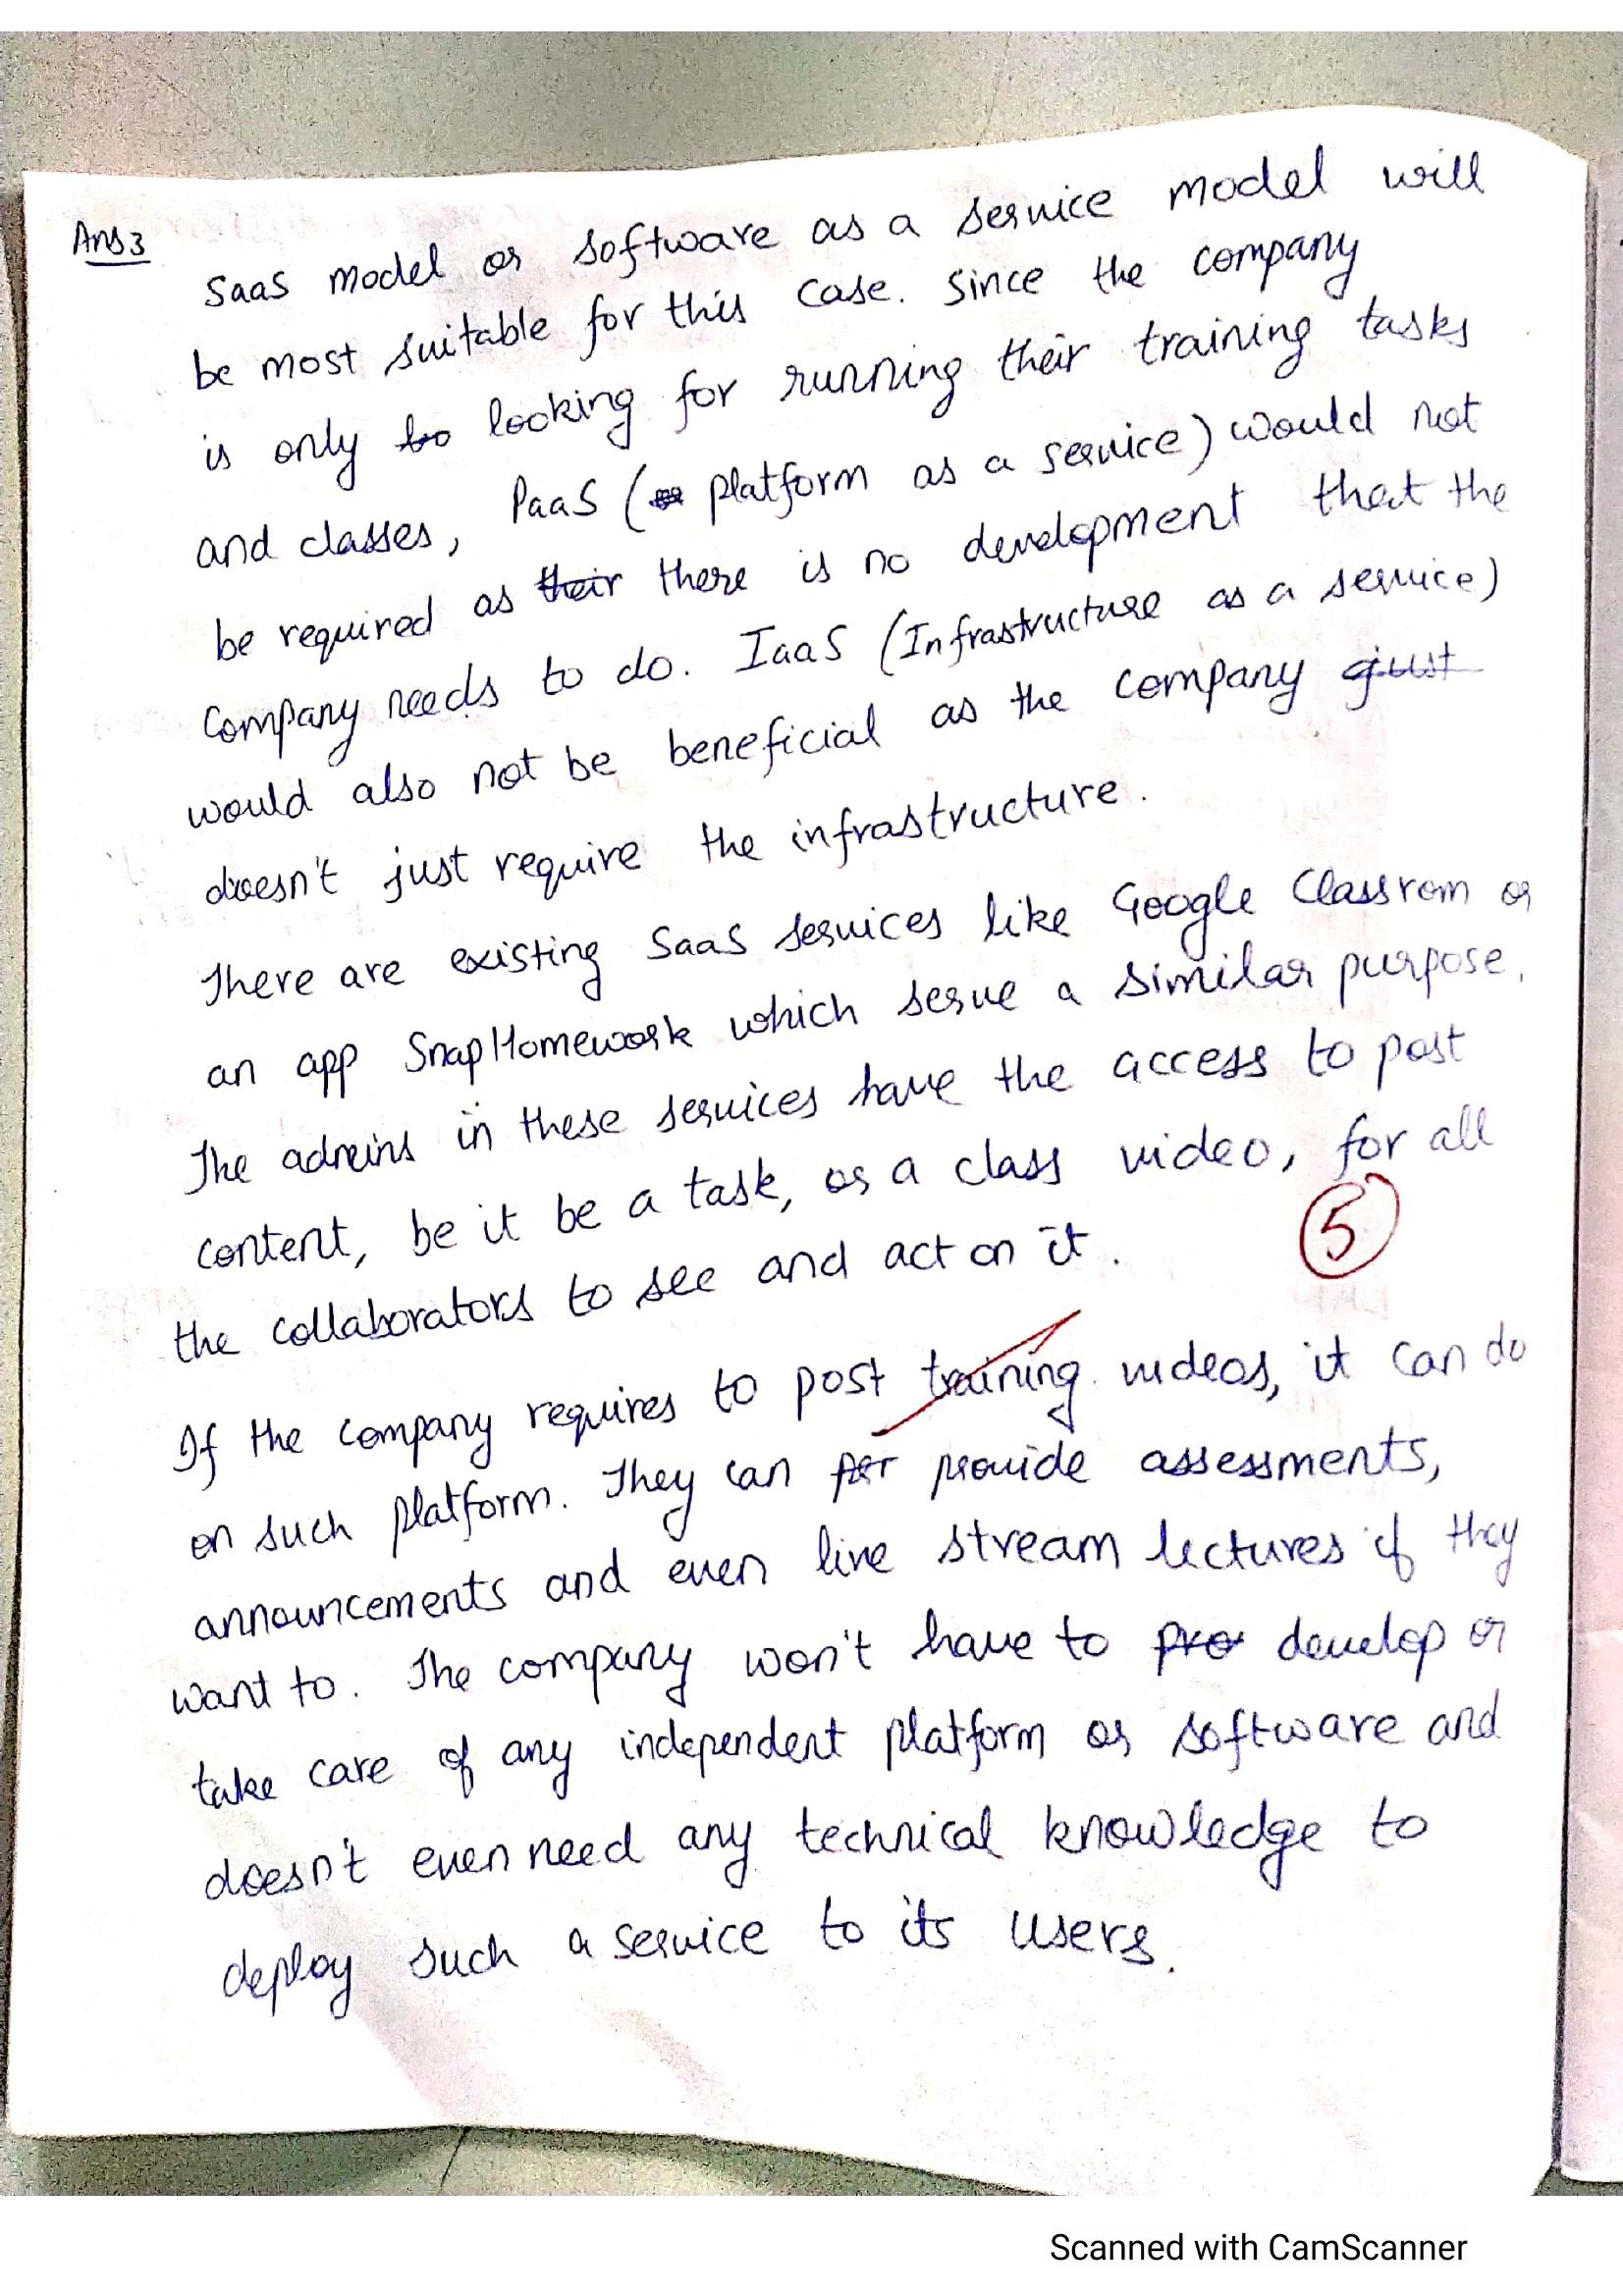 Ans 3
SaaS model or software as a service model will
be most suitable for this case. Since the company
is only to looking for running their training tasks
and classes, PaaS ( platform as a service) would not
be required as their there is no development that the
company needs to do. IaaS (Infrastructure as a service)
would also not be beneficial as the company just
doesn't just require the infrastructure.
There are existing SaaS services like Google Classrom or
an app SnapHomework which serve a similar purpose.
The admins in these services have the access to post
content, be it be a task, or a class video, for all
the collaborators to see and act on it.
5
If the company requires to post training videos, it can do
on such platform. They can provide assessments,
announcements and even live stream lectures if they
want to. The company won't have to pro develop or
take care of any independent platform or software and
doesn't even need any technical knowledge to
deploy such a service to its users.
Scanned with CamScanner